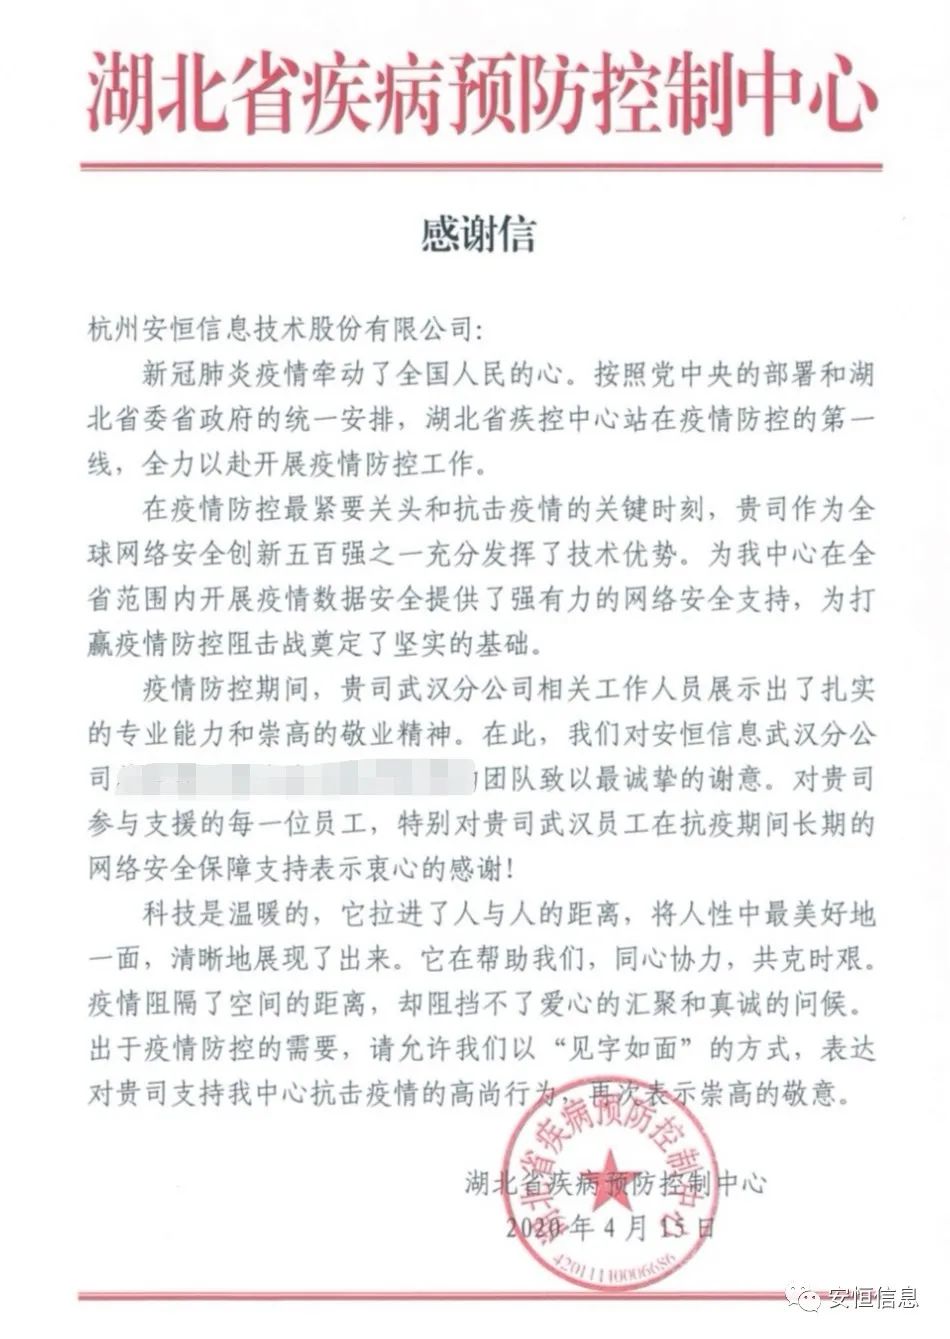 湖北省疾病预防控制中心
感谢信
杭州安恒信息技术股份有限公司:
新冠肺炎疫情牵动了全国人民的心。按照党中央的部署和湖
北省委省政府的统一安排，湖北省疾控中心站在疫情防控的第一
线，全力以赴开展疫情防控工作。
在疫情防控最紧要关头和抗击疫情的关键时刻，贵司作为全
球网络安全创新五百强之一充分发挥了技术优势。为我中心在全
省范围内开展疫情数据安全提供了强有力的网络安全支持，为打
赢疫情防控阻击战奠定了坚实的基础。
疫情防控期间，贵司武汉分公司相关工作人员展示出了扎实
的专业能力和崇高的敬业精神。在此，我们对安恒信息武汉分公
司团队致以最诚挚的谢意。对贵司
参与支援的每一位员工，特别对贵司武汉员工在抗疫期间长期的
网络安全保障支持表示衷心的感谢！
科技是温暖的，它拉进了人与人的距离，将人性中最美好地
一面，清晰地展现了出来。它在帮助我们，同心协力，共克时艰。
疫情阻隔了空间的距离，却阻挡不了爱心的汇聚和真诚的问候。
出于疫情防控的需要，请允许我们以“见字如面”的方式，表达
对贵司支持我中心抗击疫情的高尚行为，再次表示崇高的敬意。
湖北省疾病预防控制中心
2020 年 4 月 15 日
湖北省疾病预防控制中心
42011110006686
安恒信息